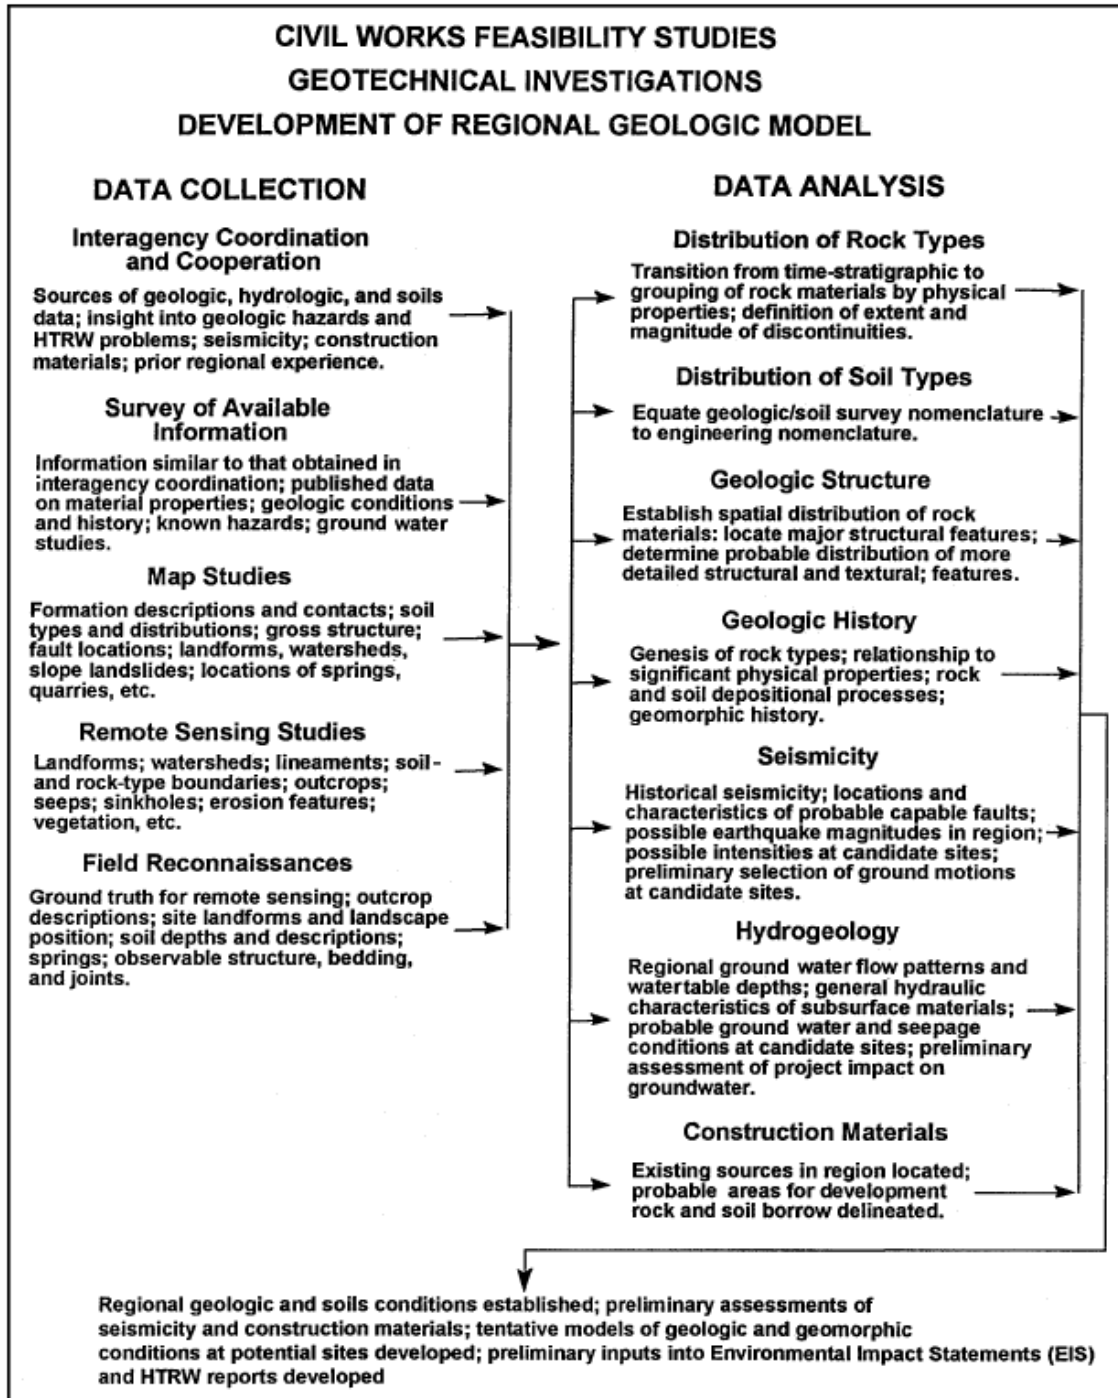 CIVIL WORKS FEASIBILITY STUDIES
GEOTECHNICAL INVESTIGATIONS
DEVELOPMENT OF REGIONAL GEOLOGIC MODEL
DATA COLLECTION
Interagency Coordination
and Cooperation
Sources of geologic, hydrologic, and soils
data; insight into geologic hazards and
HTRW problems; seismicity; construction
materials; prior regional experience.
Survey of Available
Information
Information similar to that obtained in
interagency coordination; published data
on material properties; geologic conditions
and history; known hazards; ground water
studies.
Map Studies
Formation descriptions and contacts; soil
types and distributions; gross structure;
fault locations; landforms, watersheds,
slope landslides; locations of springs,
quarries, etc.
Remote Sensing Studies
Landforms; watersheds; lineaments; soil-
and rock-type boundaries; outcrops;
seeps; sinkholes; erosion features;
vegetation, etc.
Field Reconnaissances
Ground truth for remote sensing; outcrop
descriptions; site landforms and landscape
position; soil depths and descriptions;
springs; observable structure, bedding,
and joints.
DATA ANALYSIS
Distribution of Rock Types
Transition from time-stratigraphic to
grouping of rock materials by physical
properties; definition of extent and
magnitude of discontinuities.
Distribution of Soil Types
Equate geologic/soil survey nomenclature
to engineering nomenclature.
Geologic Structure
Establish spatial distribution of rock
materials: locate major structural features;
determine probable distribution of more
detailed structural and textural; features.
Geologic History
Genesis of rock types; relationship to
significant physical properties; rock
and soil depositional processes;
geomorphic history.
Seismicity
Historical seismicity; locations and
characteristics of probable capable faults;
possible earthquake magnitudes in region;
possible intensities at candidate sites;
preliminary selection of ground motions
at candidate sites.
Hydrogeology
Regional ground water flow patterns and
watertable depths; general hydraulic
characteristics of subsurface materials;
probable ground water and seepage
conditions at candidate sites; preliminary
assessment of project impact on
groundwater.
Construction Materials
Existing sources in region located;
probable areas for development
rock and soil borrow delineated.
Regional geologic and soils conditions established; preliminary assessments of
seismicity and construction materials; tentative models of geologic and geomorphic
conditions at potential sites developed; preliminary inputs into Environmental Impact Statements (EIS)
and HTRW reports developed